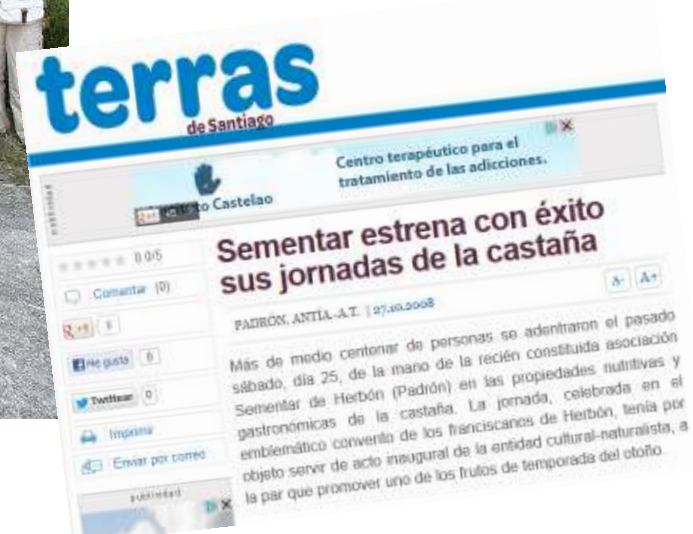 terras
de Santiago
publicidad
Centro terapéutico para el
tratamiento de las adicciones.
to Castelao
Sementar estrena con éxito
sus jornadas de la castaña
0.0/5
Comentar (0)
PADRÓN, ANTÍA.-A.T. | 27.10.2008
A- A+
Me gusta 0
Twittear 0
Imprimir
Enviar por correo
publicidad
Más de medio centenar de personas se adentraron el pasado
sábado, día 25, de la mano de la recién constituida asociación
Sementar de Herbón (Padrón) en las propiedades nutritivas y
gastronómicas de la castaña. La jornada, celebrada en el
emblemático convento de los franciscanos de Herbón, tenía por
objeto servir de acto inaugural de la entidad cultural-naturalista, a
la par que promover uno de los frutos de temporada del otoño.